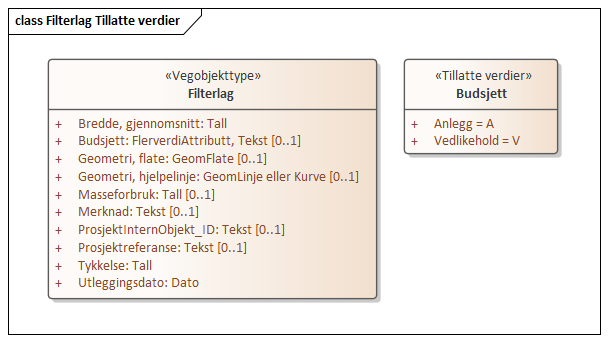 class Filterlag Tillatte verdier
«Vegobjekttype»
Filterlag
+ Bredde, gjennomsnitt: Tall
+ Budsjett: FlerverdiAttributt, Tekst [0..1]
+ Geometri, flate: GeomFlate [0..1]
+ Geometri, hjelpelinje: GeomLinje eller Kurve [0..1]
+ Masseforbruk: Tall [0..1]
+ Merknad: Tekst [0..1]
+ ProsjektInternObjekt_ID: Tekst [0..1]
+ Prosjektreferanse: Tekst [0..1]
+ Tykkelse: Tall
+ Utleggingsdato: Dato
«Tillatte verdier»
Budsjett
+ Anlegg = A
+ Vedlikehold = V